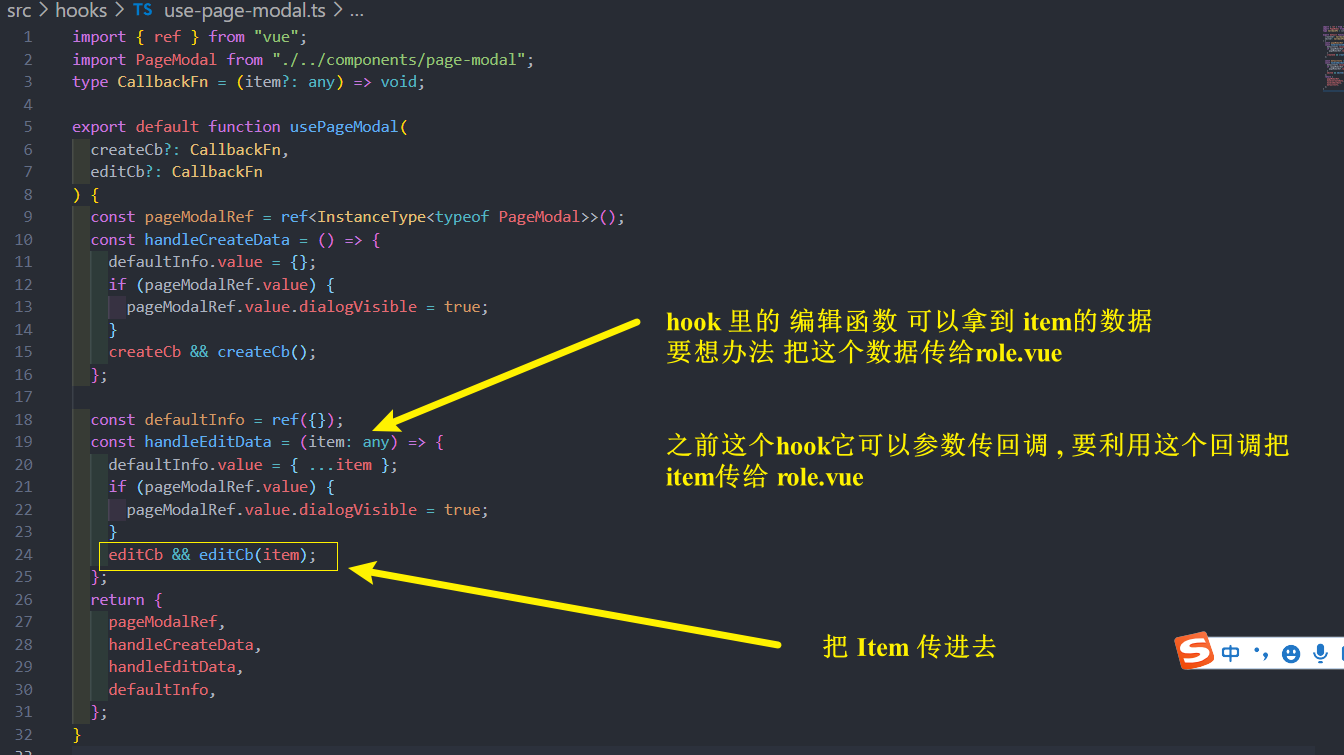 src > hooks > TS use-page-modal.ts > ...
1 import { ref } from "vue";
2 import PageModal from "./../components/page-modal";
3 type CallbackFn = (item?: any) => void;
4
5 export default function usePageModal(
6 createCb?: CallbackFn,
7 editCb?: CallbackFn
8 ) {
9 const pageModalRef = ref<InstanceType<typeof PageModal>>();
10 const handleCreateData = () => {
11 defaultInfo.value = {};
12 if (pageModalRef.value) {
13 pageModalRef.value.dialogVisible = true;
14 }
15 createCb && createCb();
16 };
17
18 const defaultInfo = ref({});
19 const handleEditData = (item: any) => {
20 defaultInfo.value = { ...item };
21 if (pageModalRef.value) {
22 pageModalRef.value.dialogVisible = true;
23 }
24 editCb && editCb(item);
25 };
26 return {
27 pageModalRef,
28 handleCreateData,
29 handleEditData,
30 defaultInfo,
31 };
32 }
hook 里的 编辑函数 可以拿到 item的数据
要想办法 把这个数据传给role.vue
之前这个hook它可以参数传回调 , 要利用这个回调把
item传给 role.vue
把 Item 传进去
中